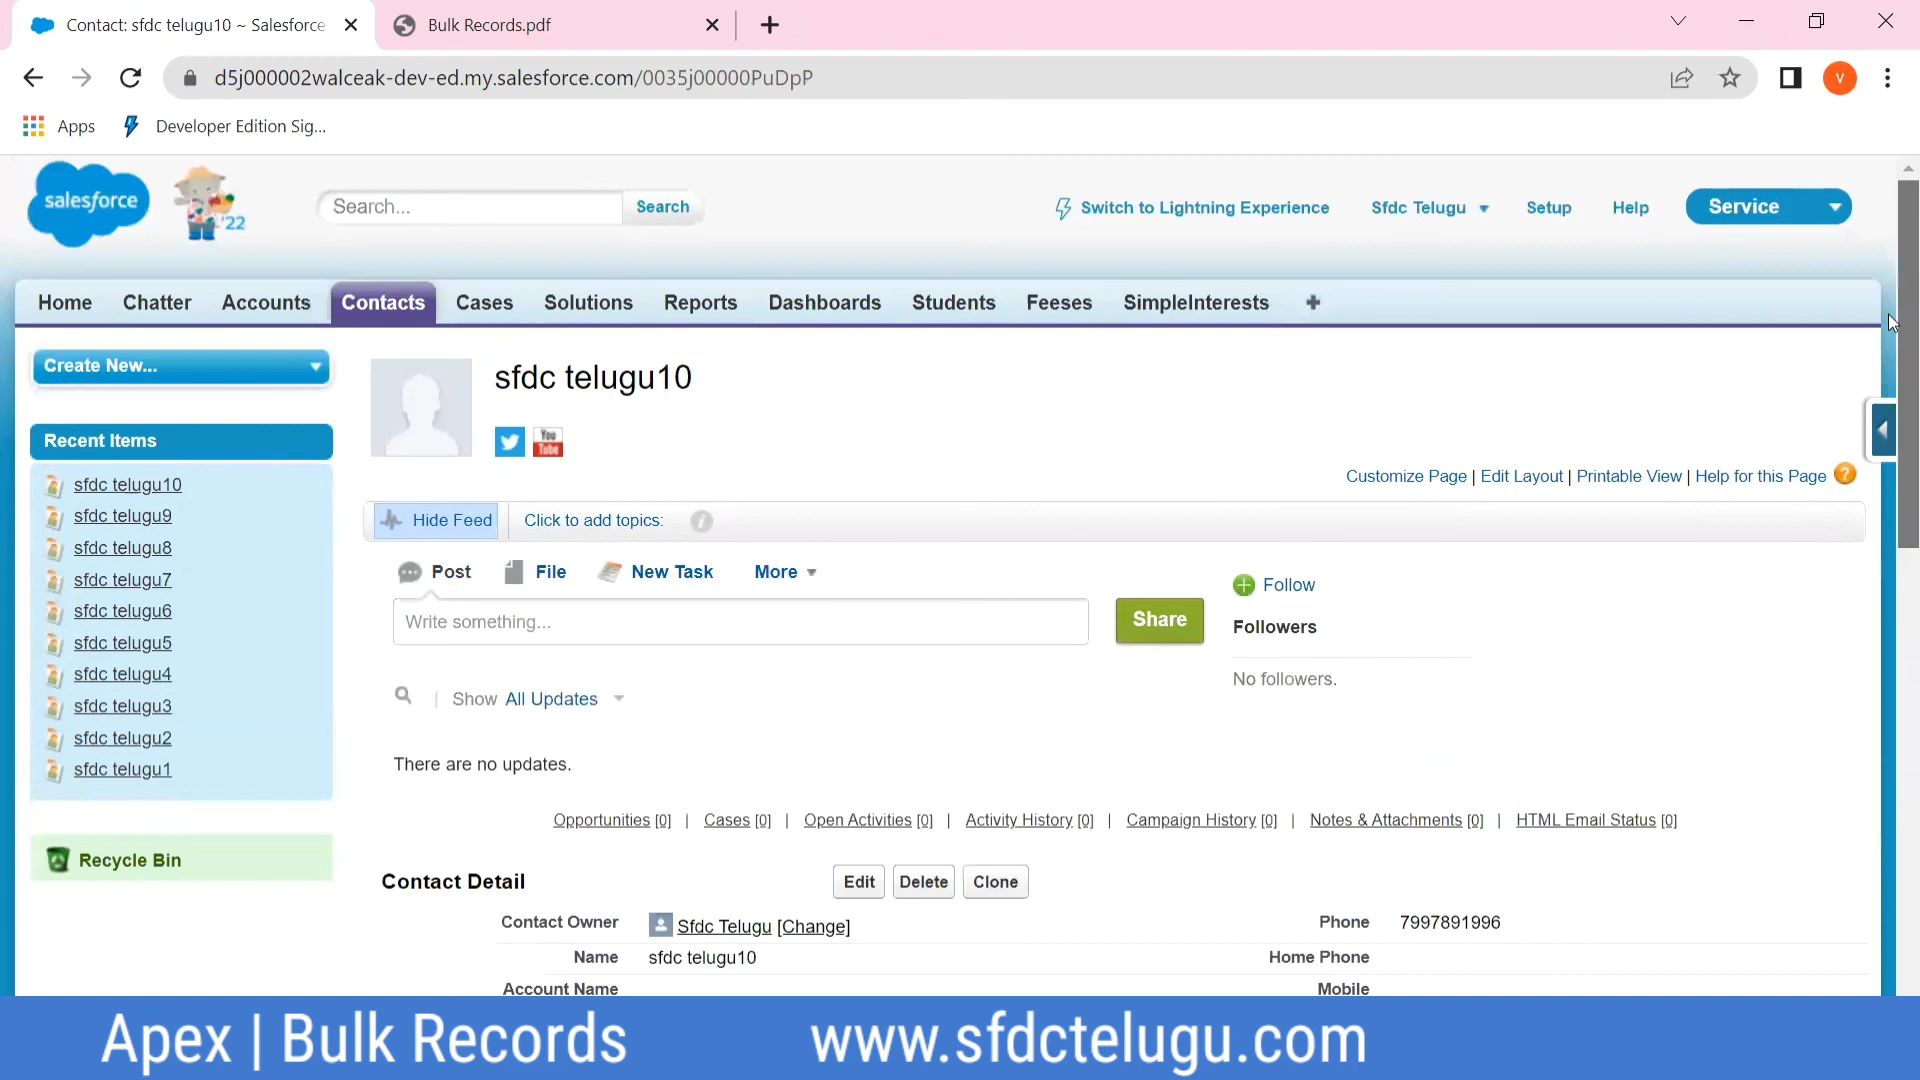 Contact: sfdc telugu10 ~ Salesforce
Bulk Records.pdf
d5j000002walceak-dev-ed.my.salesforce.com/0035j00000PuDpP
V
Apps
Developer Edition Sig...
salesforce
'22
Search...
Search
Switch to Lightning Experience
Sfdc Telugu
Setup
Help
Service
Home
Chatter
Accounts
Contacts
Cases
Solutions
Reports
Dashboards
Students
Feeses
SimpleInterests
Create New...
sfdc telugu10
You Tube
Recent Items
Customize Page | Edit Layout | Printable View | Help for this Page
sfdc telugu10
sfdc telugu9
sfdc telugu8
sfdc telugu7
sfdc telugu6
sfdc telugu5
sfdc telugu4
sfdc telugu3
sfdc telugu2
sfdc telugu1
Recycle Bin
Hide Feed
Click to add topics:
Post
File
New Task
More
Write something...
Share
Follow
Followers
No followers.
Show All Updates
There are no updates.
Opportunities [0] | Cases [0] | Open Activities [0] | Activity History [0] | Campaign History [0] | Notes & Attachments [0] | HTML Email Status [0]
Contact Detail
Edit
Delete
Clone
Contact Owner
Sfdc Telugu [Change]
Phone
7997891996
Name
sfdc telugu10
Home Phone
Account Name
Mobile
Apex | Bulk Records
www.sfdctelugu.com